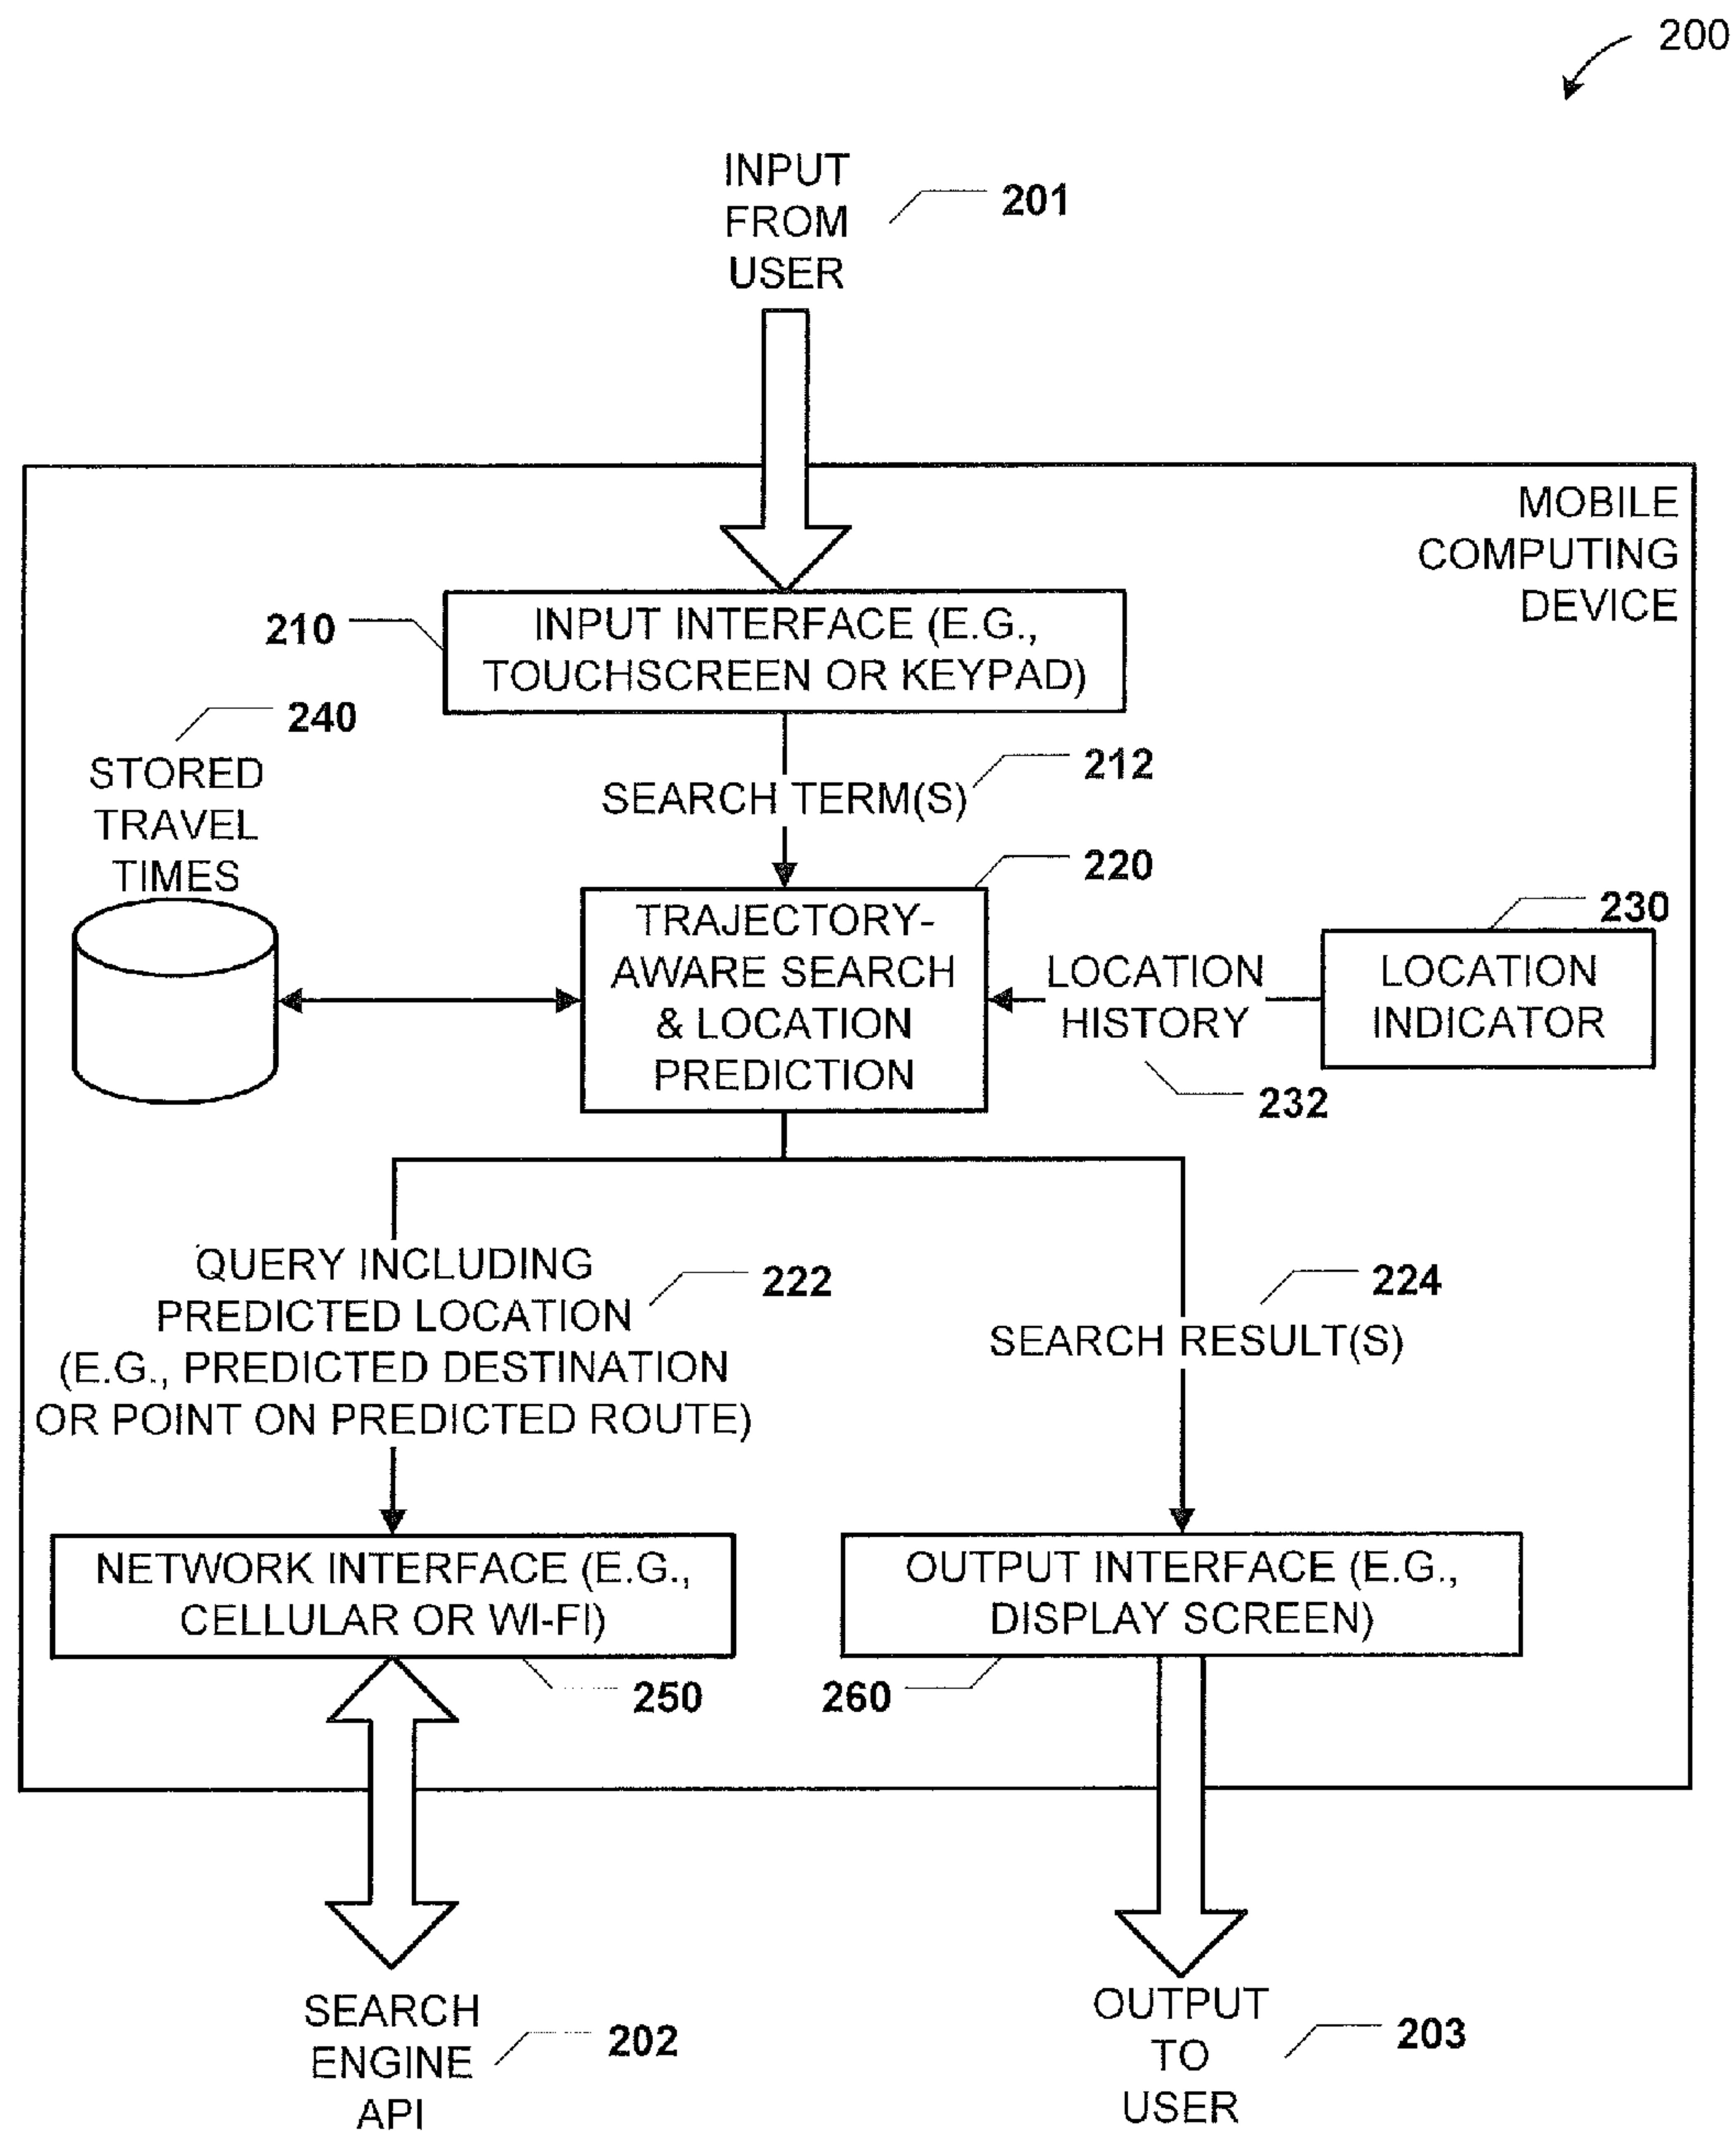 200
INPUT
FROM
USER
201
MOBILE
COMPUTING
DEVICE
210
INPUT INTERFACE (E.G.,
TOUCHSCREEN OR KEYPAD)
240
STORED
TRAVEL
TIMES
212
SEARCH TERM(S)
220
TRAJECTORY-
AWARE SEARCH
& LOCATION
PREDICTION
LOCATION
HISTORY
232
230
LOCATION
INDICATOR
QUERY INCLUDING
PREDICTED LOCATION
(E.G., PREDICTED DESTINATION
OR POINT ON PREDICTED ROUTE)
222
224
SEARCH RESULT(S)
NETWORK INTERFACE (E.G.,
CELLULAR OR WI-FI)
250
OUTPUT INTERFACE (E.G.,
DISPLAY SCREEN)
260
SEARCH
ENGINE
API
202
OUTPUT
TO
USER
203